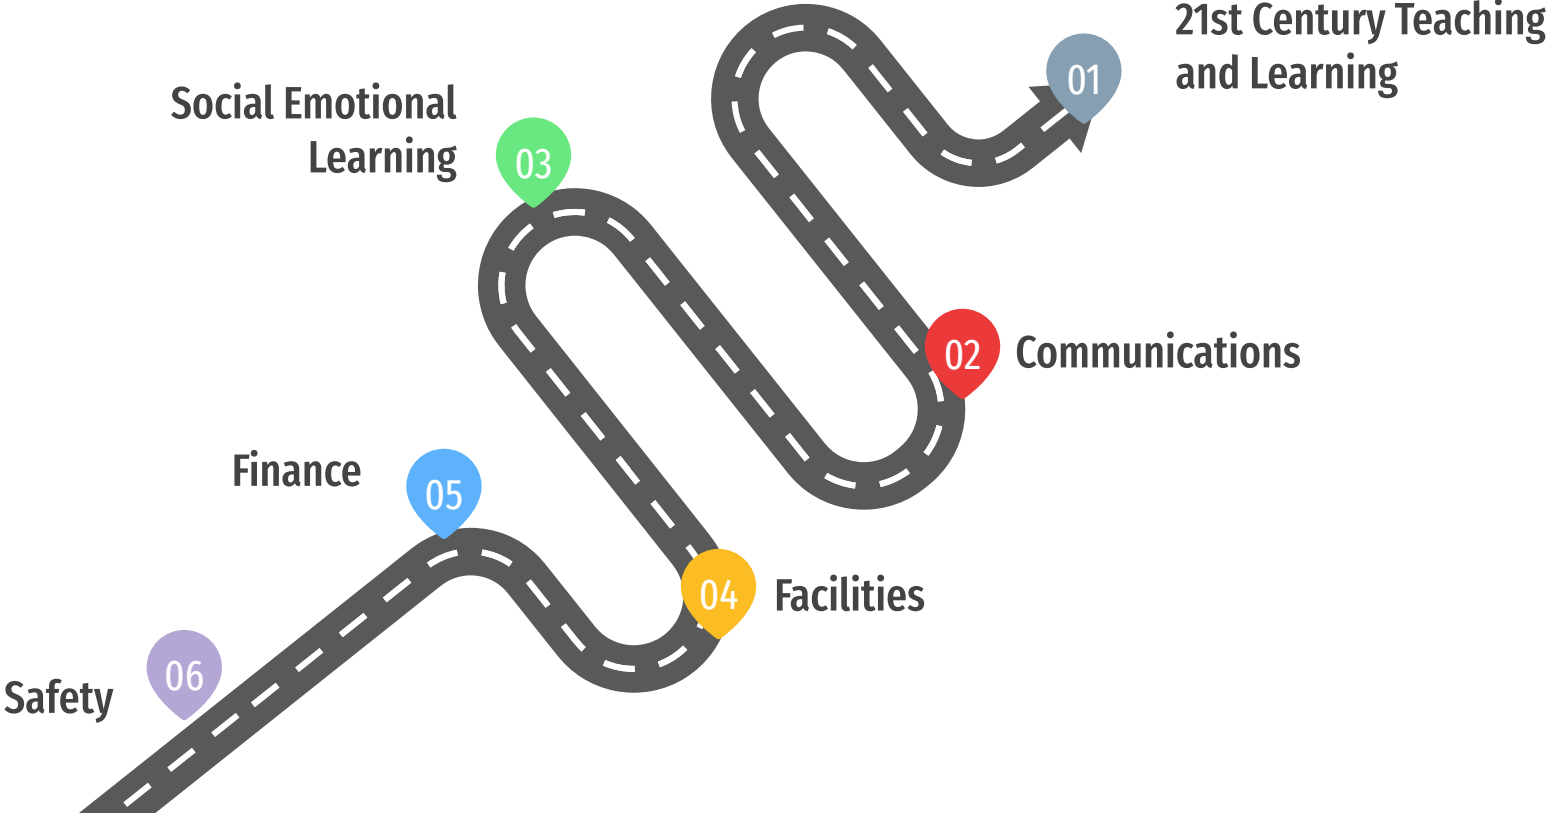 21st Century Teaching
and Learning
01
Social Emotional
Learning
03
02
Communications
Finance
05
04
Facilities
06
Safety